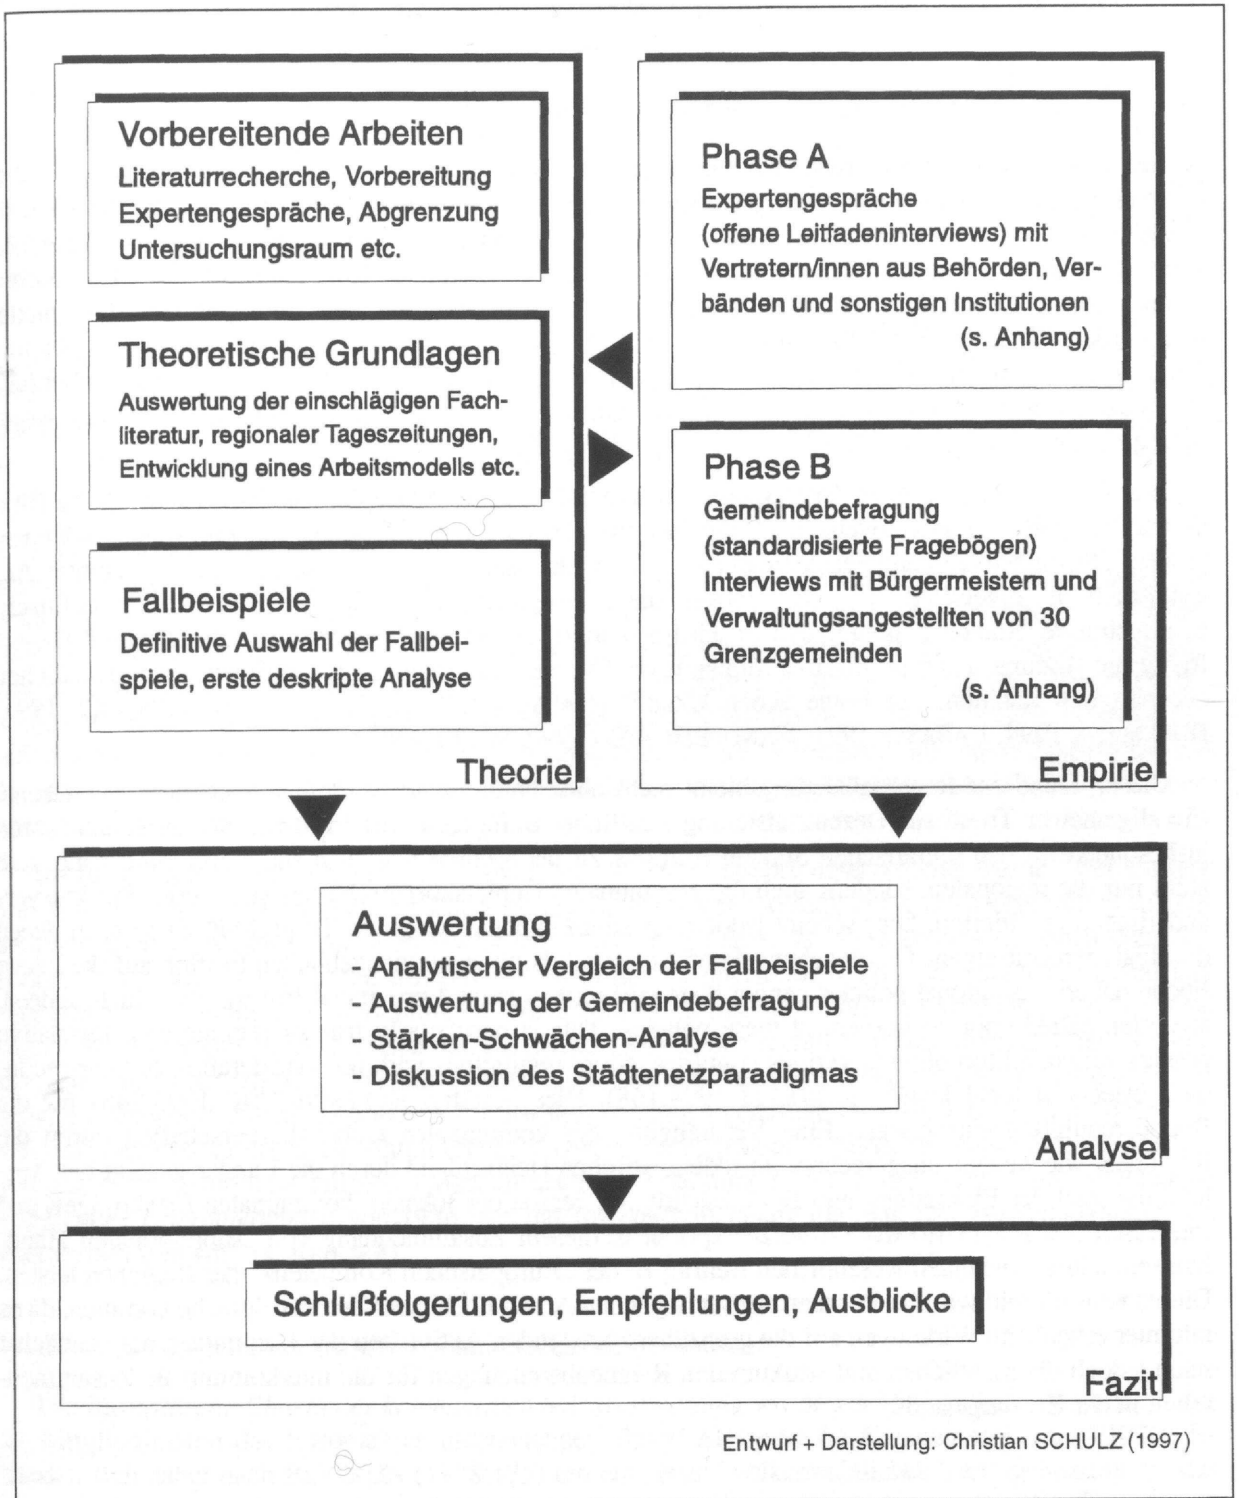 Vorbereitende Arbeiten
Literaturrecherche, Vorbereitung
Expertengespräche, Abgrenzung
Untersuchungsraum etc.
Theoretische Grundlagen
Auswertung der einschlägigen Fach-
literatur, regionaler Tageszeitungen,
Entwicklung eines Arbeitsmodells etc.
Fallbeispiele
Definitive Auswahl der Fallbei-
spiele, erste deskripte Analyse
Theorie
Phase A
Expertengespräche
(offene Leitfadeninterviews) mit
Vertretern/innen aus Behörden, Ver-
bänden und sonstigen Institutionen
(s. Anhang)
Phase B
Gemeindebefragung
(standardisierte Fragebögen)
Interviews mit Bürgermeistern und
Verwaltungsangestellten von 30
Grenzgemeinden
(s. Anhang)
Empirie
Auswertung
- Analytischer Vergleich der Fallbeispiele
- Auswertung der Gemeindebefragung
- Stärken-Schwächen-Analyse
- Diskussion des Städtenetzparadigmas
Analyse
Schlußfolgerungen, Empfehlungen, Ausblicke
Fazit
Entwurf + Darstellung: Christian SCHULZ (1997)